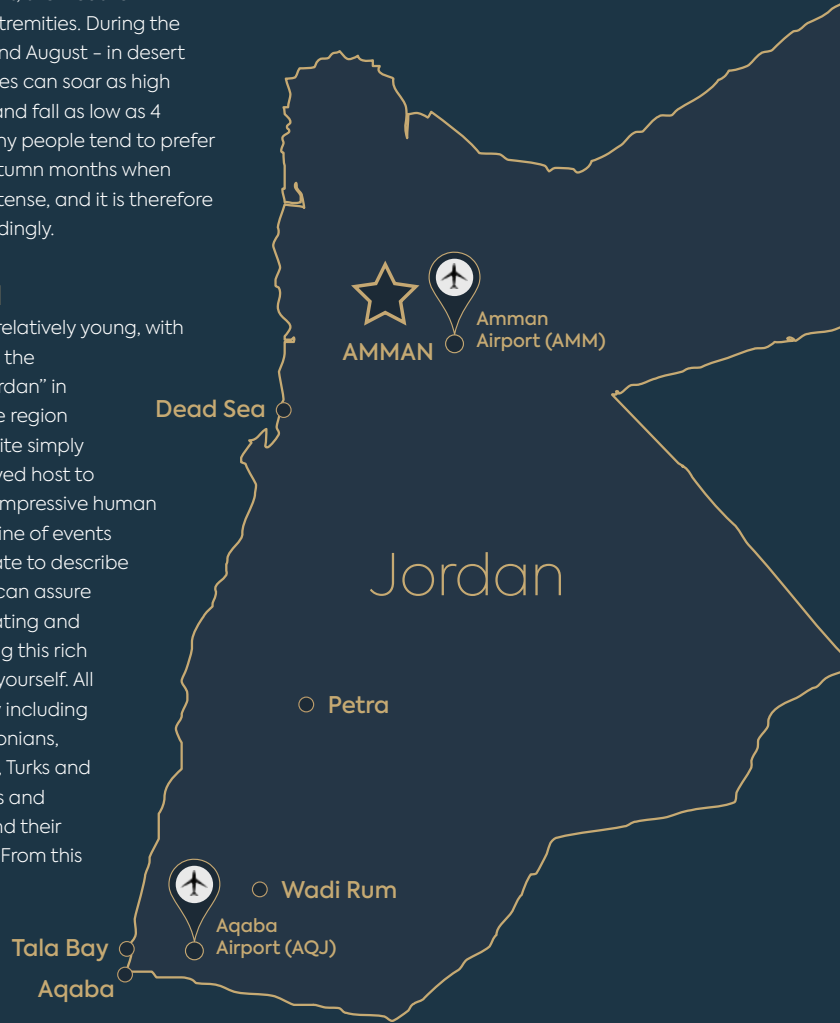 tremities. During the
nd August - in desert
es can soar as high
and fall as low as 4
ny people tend to prefer
tumn months when
tense, and it is therefore
dingly.
relatively young, with
the
rdan” in
e region
ite simply
ved host to
mpressive human
ine of events
ate to describe
can assure
ating and
g this rich
yourself. All
including
onians,
, Turks and
s and
nd their
From this
Amman
Airport (AMM)
AMMAN
Dead Sea
Jordan
Petra
Wadi Rum
Aqaba
Airport (AQJ)
Tala Bay
Aqaba